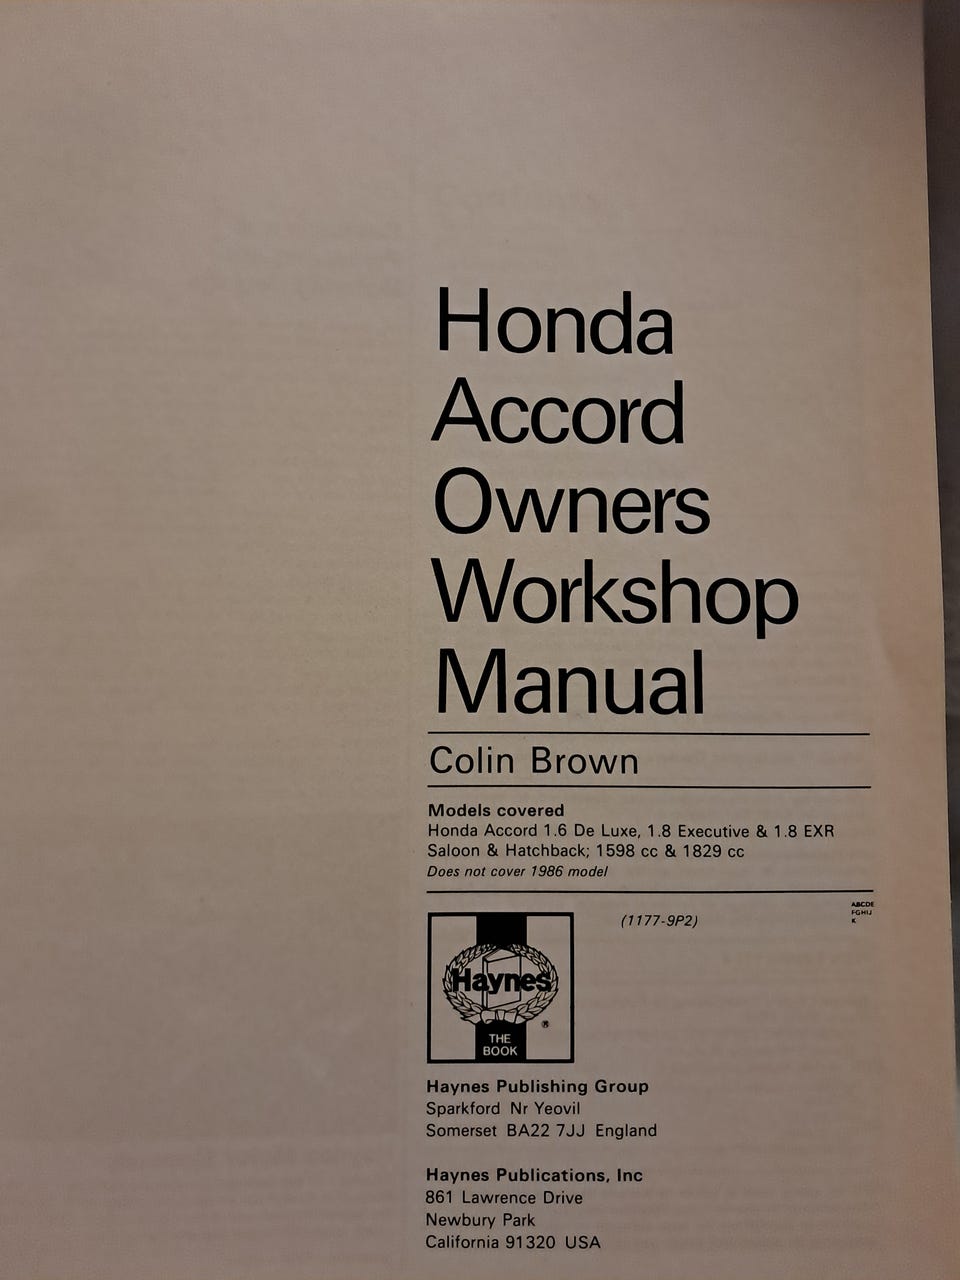 Honda
Accord
Owners
Workshop
Manual
Colin Brown
Models covered
Honda Accord 1.6 De Luxe, 1.8 Executive & 1.8 EXR
Saloon & Hatchback; 1598 cc & 1829 cc
Does not cover 1986 model
(1177-9P2)
ABCDE
FGHIJ
K
Haynes
®
THE
BOOK
Haynes Publishing Group
Sparkford Nr Yeovil
Somerset BA22 7JJ England
Haynes Publications, Inc
861 Lawrence Drive
Newbury Park
California 91320 USA